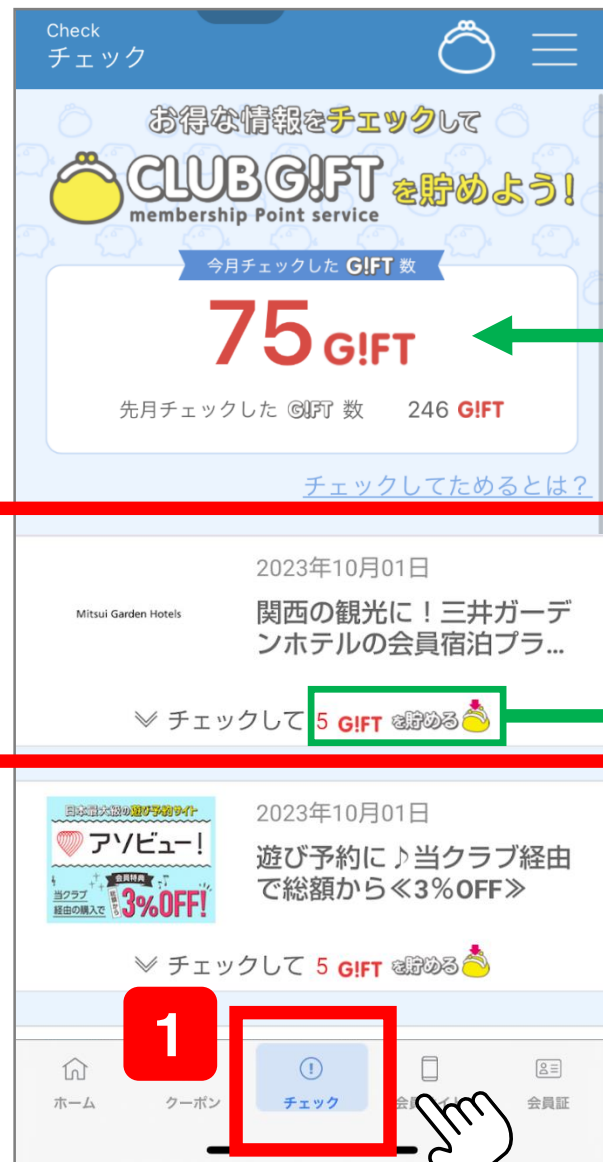 Check
チェック
お得な情報をチェックして
CLUB G!FT を貯めよう!
membership Point service
今月チェックした G!FT 数
75 G!FT
先月チェックした G!FT 数 246 G!FT
チェックしてためるとは?
2023年10月01日
Mitsui Garden Hotels
関西の観光に!三井ガーデ
ンホテルの会員宿泊プラ...
チェックして 5 G!FT を貯める
日本最大級の遊び予約サイト
アソビュー!
会員特典
当クラブ
経由の購入で
総額から
3%OFF!
2023年10月01日
遊び予約に♪当クラブ経由
で総額から≪3%OFF≫
チェックして 5 G!FT を貯める
1
ホーム
クーポン
チェック
会員証